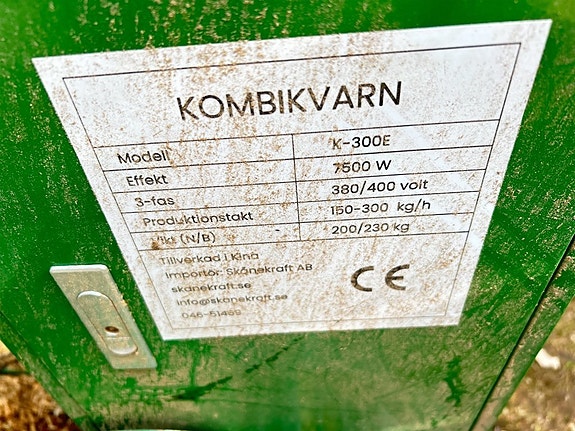 KOMBIKVARN
Modell K-300E
Effekt 7500 W
3-fas 380/400 volt
Produktionstakt 150-300 kg/h
Vikt (N/B) 200/230 kg
Tillverkad i Kina
Importör: Skånekraft AB
skanekraft.se
info@skanekraft.se
CE